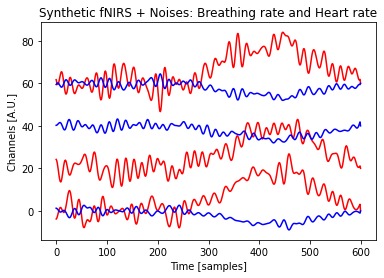 Synthetic fNIRS + Noises: Breathing rate and Heart rate
80
60
40
20
0
Channels [A.U.]
0 100 200 300 400 500 600
Time [samples]